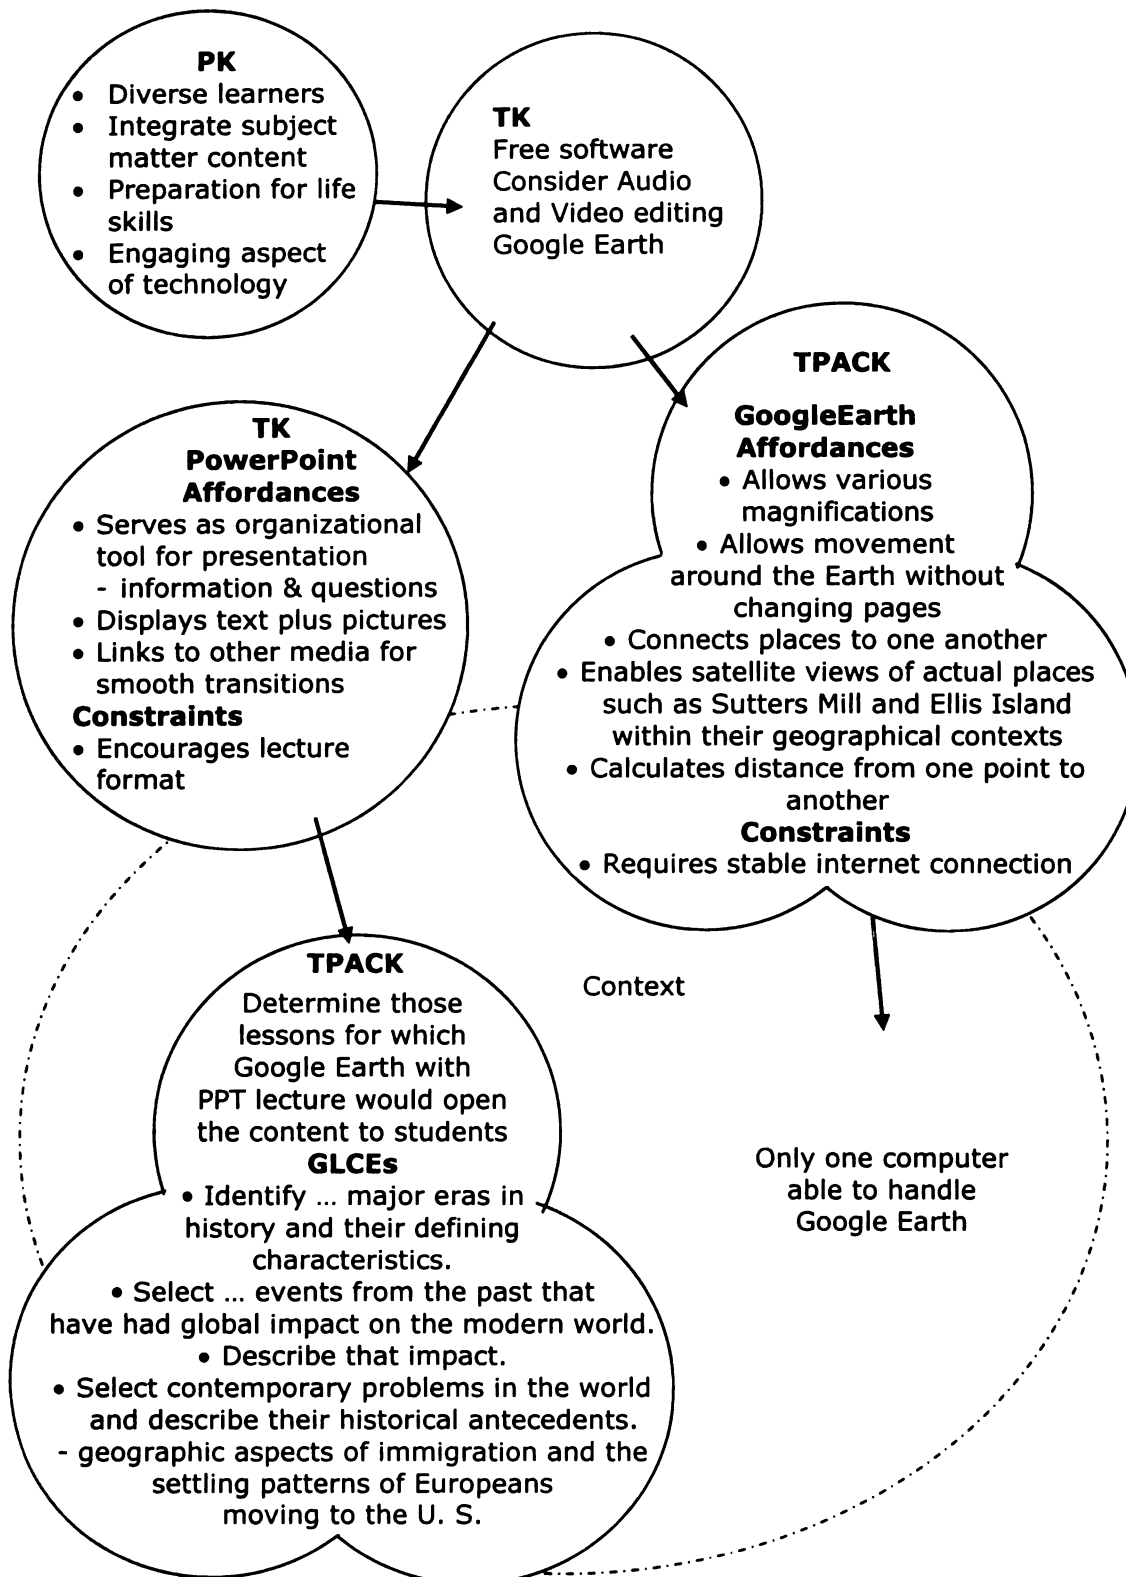 PK
• Diverse learners
• Integrate subject
matter content
• Preparation for life
skills
• Engaging aspect
of technology
TK
Free software
Consider Audio
and Video editing
Google Earth
TK
PowerPoint
Affordances
• Serves as organizational
tool for presentation
- information & questions
• Displays text plus pictures
• Links to other media for
smooth transitions
Constraints
• Encourages lecture
format
TPACK
GoogleEarth
Affordances
• Allows various
magnifications
• Allows movement
around the Earth without
changing pages
• Connects places to one another
• Enables satellite views of actual places
such as Sutters Mill and Ellis Island
within their geographical contexts
• Calculates distance from one point to
another
Constraints
• Requires stable internet connection
TPACK
Determine those
lessons for which
Google Earth with
PPT lecture would open
the content to students
GLCEs
• Identify ... major eras in
history and their defining
characteristics.
• Select ... events from the past that
have had global impact on the modern world.
• Describe that impact.
• Select contemporary problems in the world
and describe their historical antecedents.
- geographic aspects of immigration and the
settling patterns of Europeans
moving to the U. S.
Context
Only one computer
able to handle
Google Earth